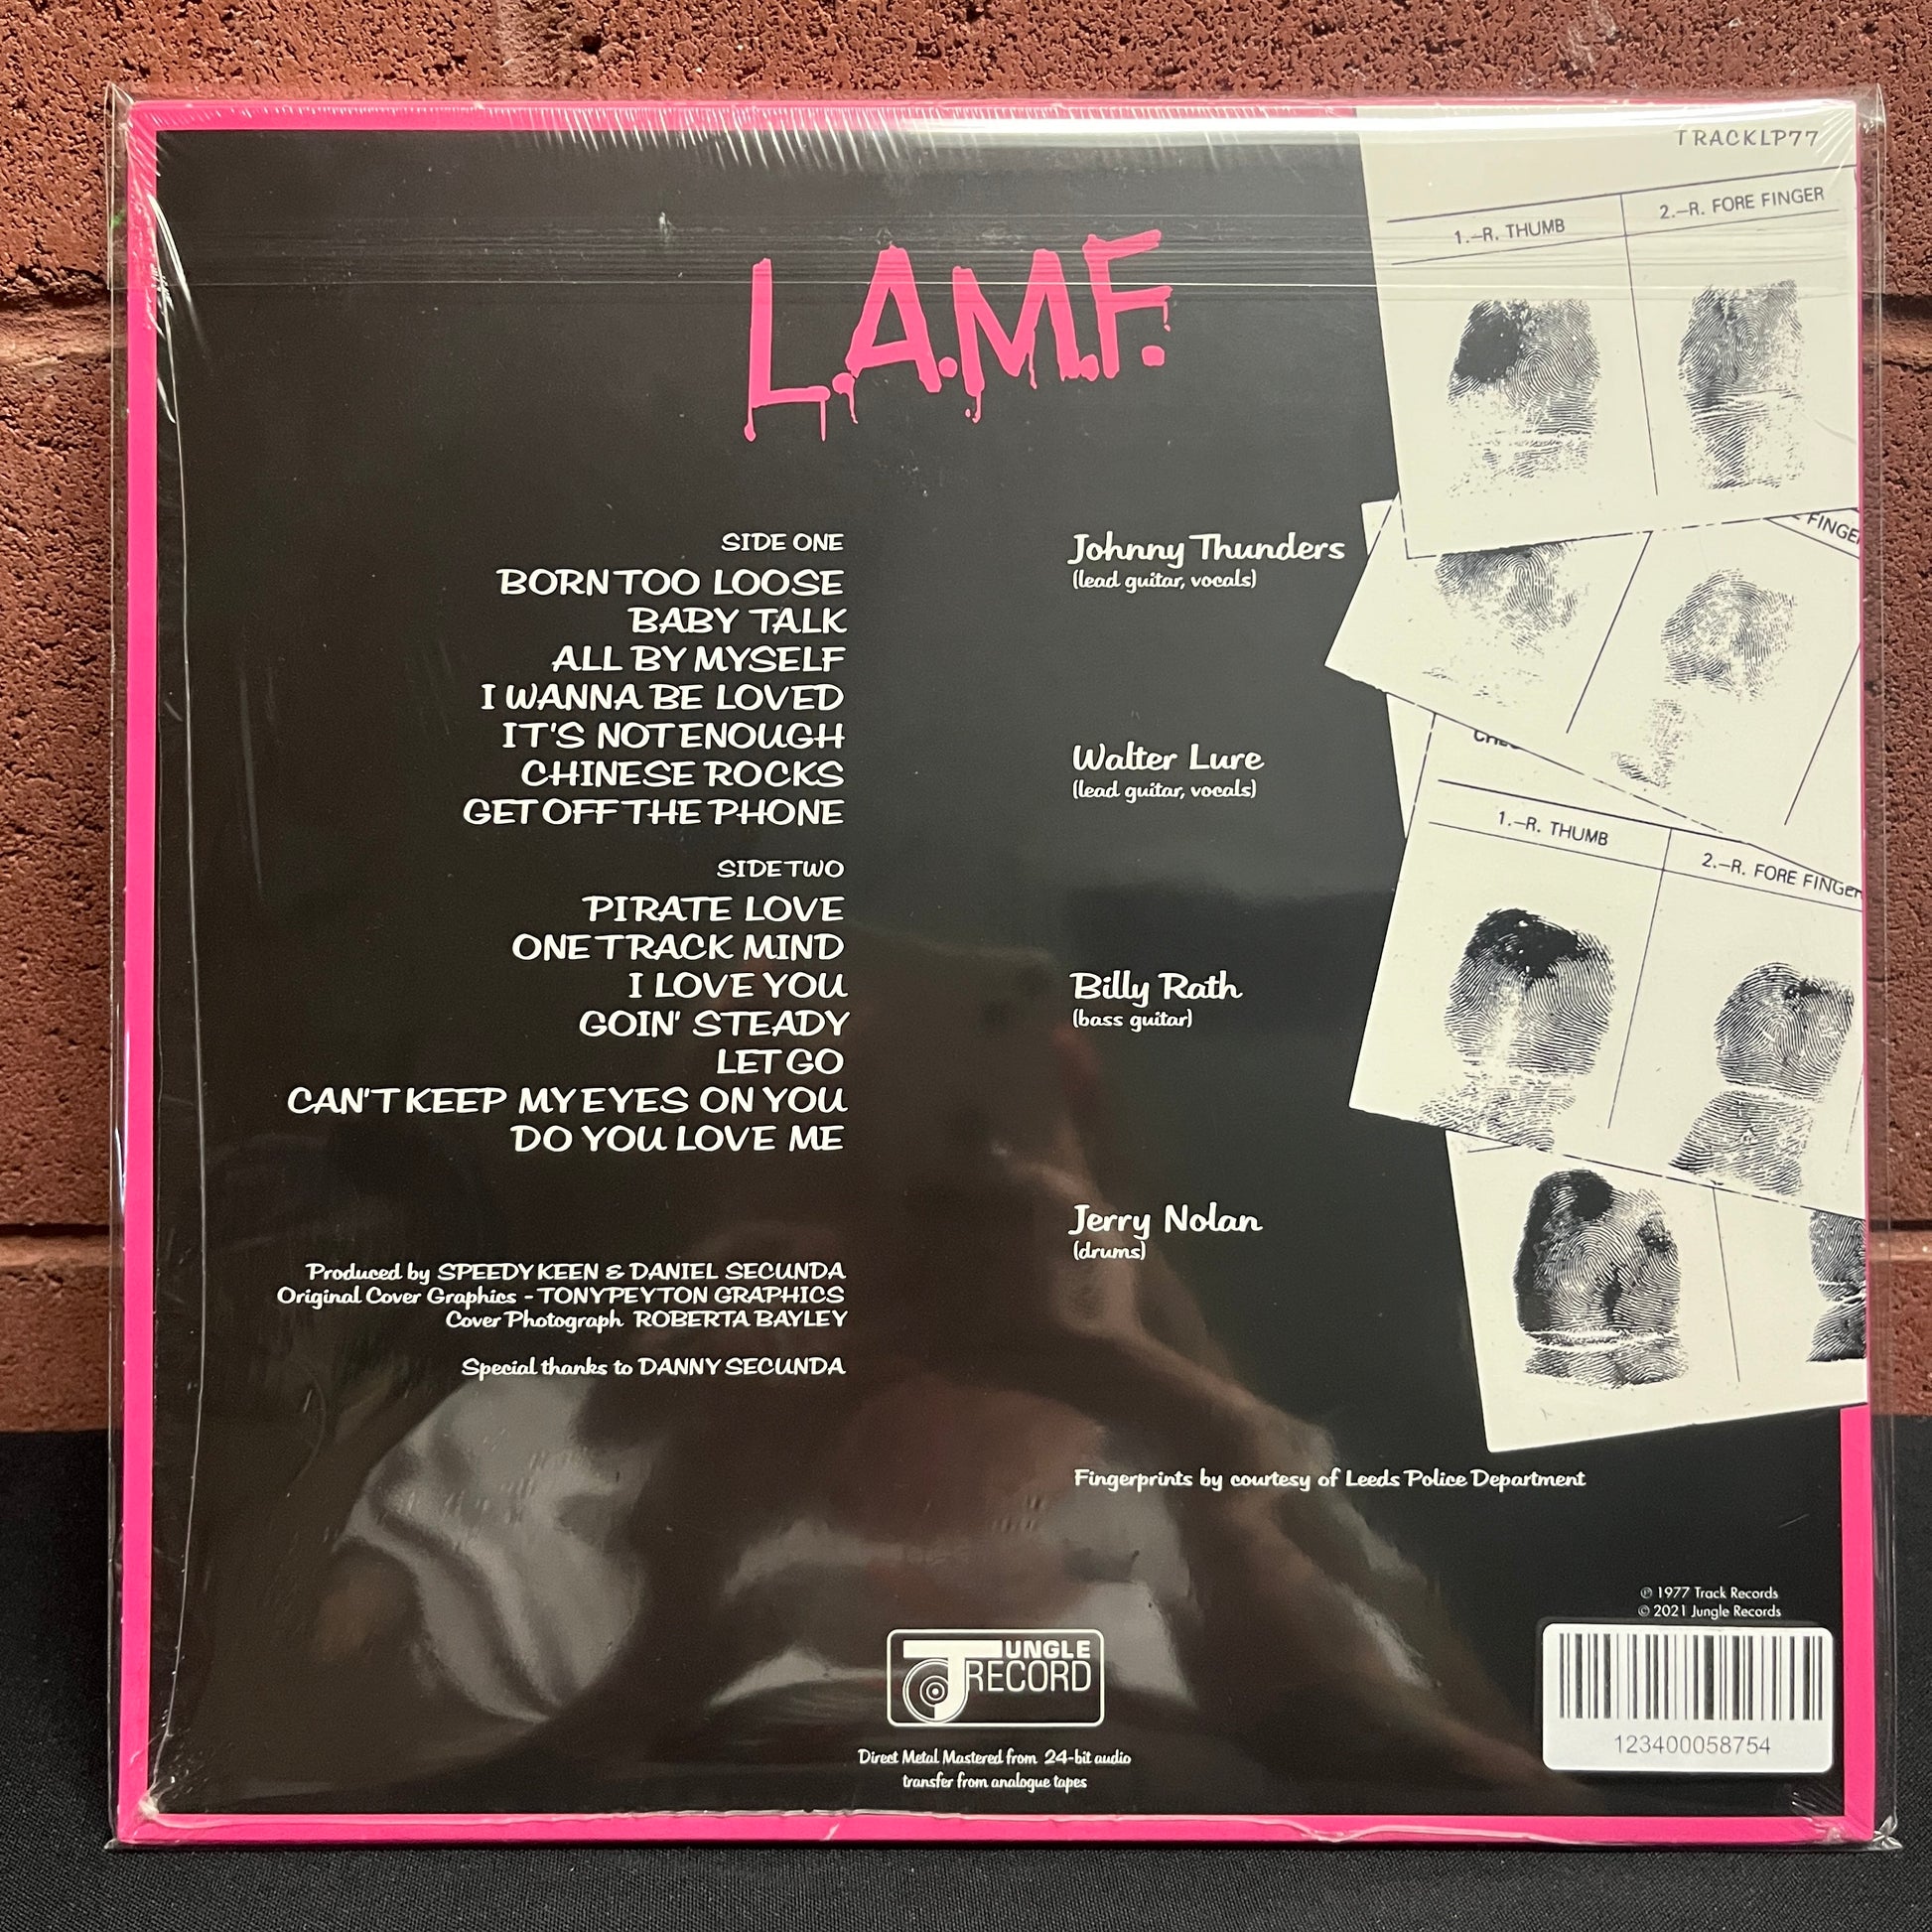 TRACKLP77
1.-R. THUMB
2.-R. FORE FINGER
L.A.M.F.
SIDE ONE
BORN TOO LOOSE
BABY TALK
ALL BY MYSELF
I WANNA BE LOVED
IT'S NOT ENOUGH
CHINESE ROCKS
GET OFF THE PHONE
SIDE TWO
PIRATE LOVE
ONE TRACK MIND
I LOVE YOU
GOIN' STEADY
LET GO
CAN'T KEEP MY EYES ON YOU
DO YOU LOVE ME
Produced by SPEEDY KEEN & DANIEL SECUNDA
Original Cover Graphics - TONY PEYTON GRAPHICS
Cover Photograph ROBERTA BAYLEY
Special thanks to DANNY SECUNDA
Johnny Thunders
(lead guitar, vocals)
Walter Lure
(lead guitar, vocals)
Billy Rath
(bass guitar)
Jerry Nolan
(drums)
1.-R. THUMB
2.-R. FORE FINGER
Fingerprints by courtesy of Leeds Police Department
℗ 1977 Track Records
© 2021 Jungle Records
JUNGLE
RECORD
Direct Metal Mastered from 24-bit audio
transfer from analogue tapes
123400058754